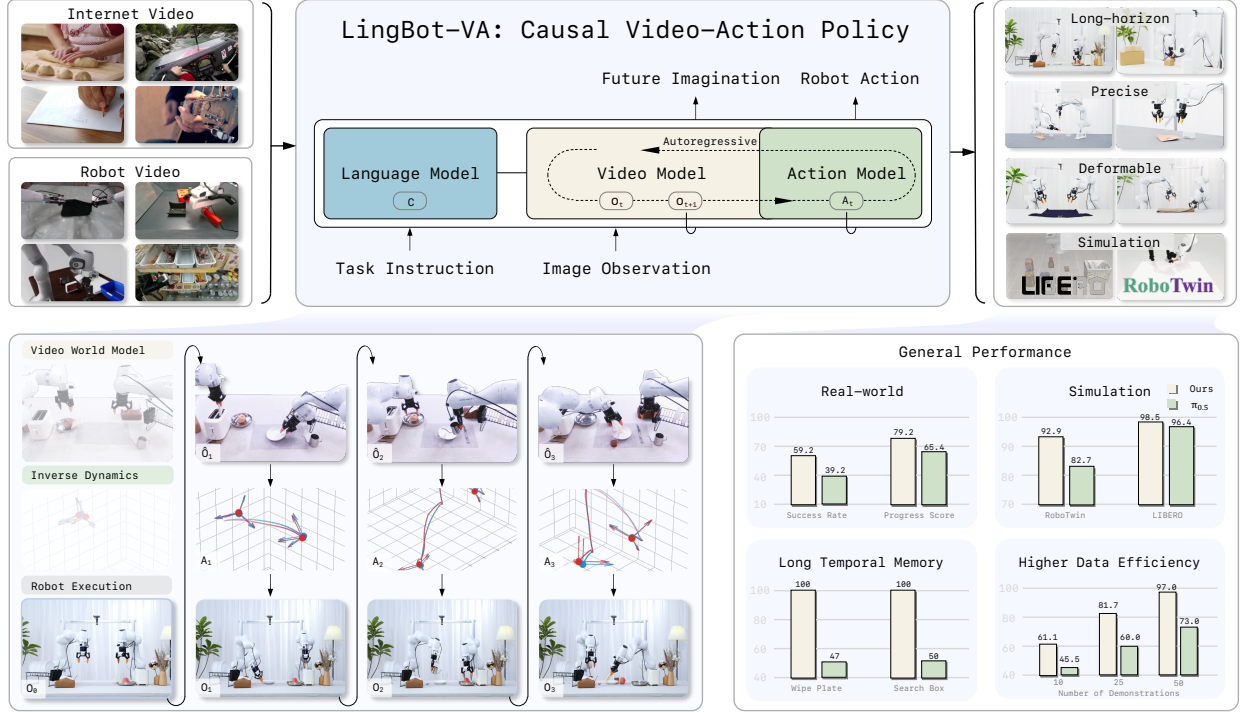 Internet Video
Robot Video
LingBot-VA: Causal Video-Action Policy
Future Imagination
Robot Action
Autoregressive
Language Model
Video Model
Action Model
C
Oₜ
Oₜ₊₁
Aₜ
Task Instruction
Image Observation
Long-horizon
Precise
Deformable
Simulation
RoboTwin
Video World Model
Inverse Dynamics
Robot Execution
Ô₁
Ô₂
Ô₃
A₁
A₂
A₃
O₀
O₁
O₂
O₃
General Performance
Real-world
100
70
40
10
59.2
39.2
79.2
65.4
Success Rate
Progress Score
Simulation
Ours
π₀.₅
100
90
80
70
92.9
82.7
98.5
96.4
RoboTwin
LIBERO
Long Temporal Memory
100
80
60
40
100
47
100
50
Wipe Plate
Search Box
Higher Data Efficiency
100
80
60
40
61.1
45.5
81.7
60.0
97.0
73.0
10
25
50
Number of Demonstrations